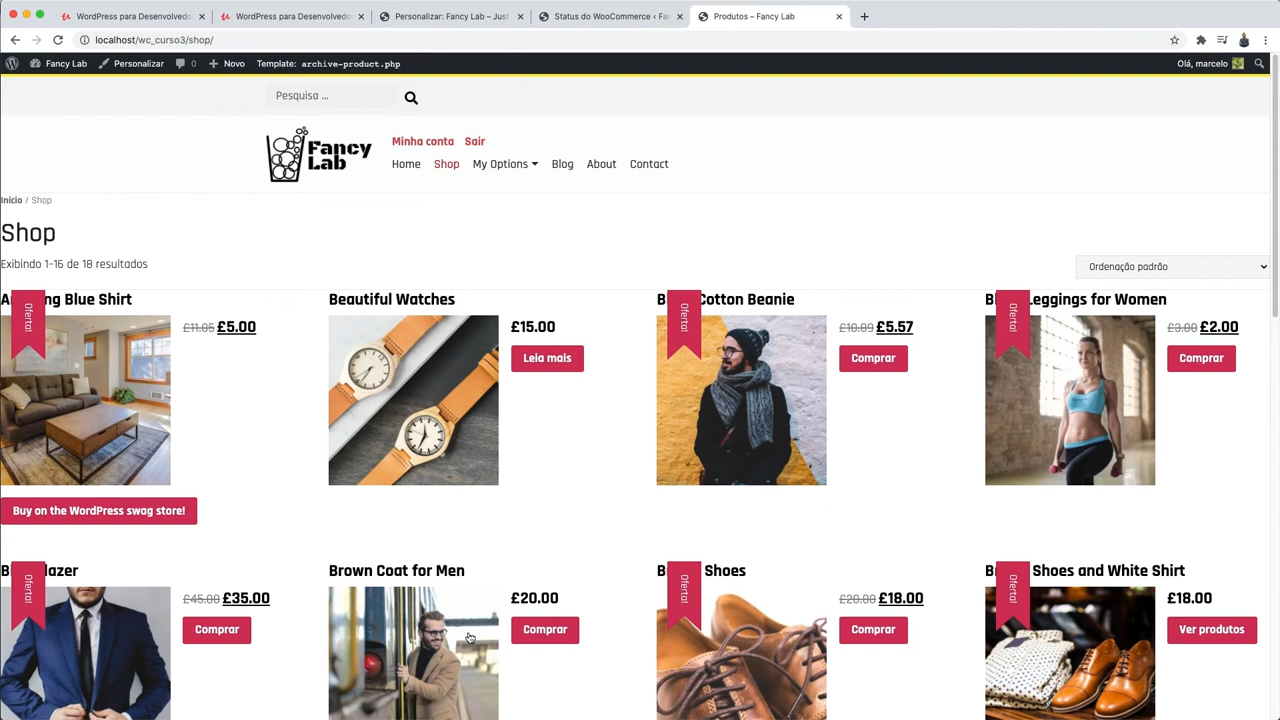 WordPress para Desenvolvedo
WordPress para Desenvolvedo
Personalizar: Fancy Lab – Just
Status do WooCommerce ‹ Fan
Produtos – Fancy Lab
localhost/wc_curso3/shop/
Fancy Lab
Personalizar
0
Novo
Template: archive-product.php
Olá, marcelo
Pesquisa ...
Fancy
Lab
Minha conta Sair
Home Shop My Options Blog About Contact
Início / Shop
Shop
Exibindo 1–16 de 18 resultados
Ordenação padrão
Oferta!
Blue Shirt
£11.05 £5.00
Buy on the WordPress swag store!
Beautiful Watches
£15.00
Leia mais
Oferta!
Cotton Beanie
£10.09 £5.57
Comprar
Oferta!
Leggings for Women
£3.00 £2.00
Comprar
Oferta!
£45.00 £35.00
Comprar
Brown Coat for Men
£20.00
Comprar
Oferta!
Shoes
£20.00 £18.00
Comprar
Oferta!
Shoes and White Shirt
£18.00
Ver produtos